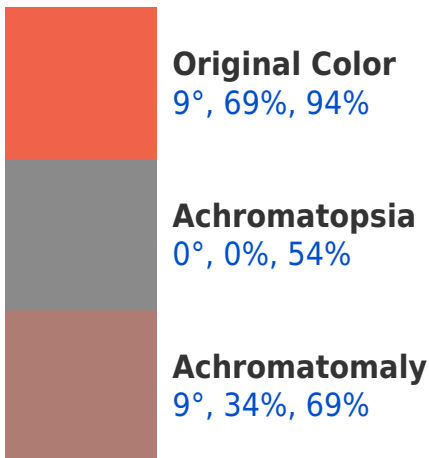 Original Color
9°, 69%, 94%
Achromatopsia
0°, 0%, 54%
Achromatomaly
9°, 34%, 69%